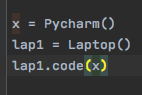 x = Pycharm()
lap1 = Laptop()
lap1.code(x)